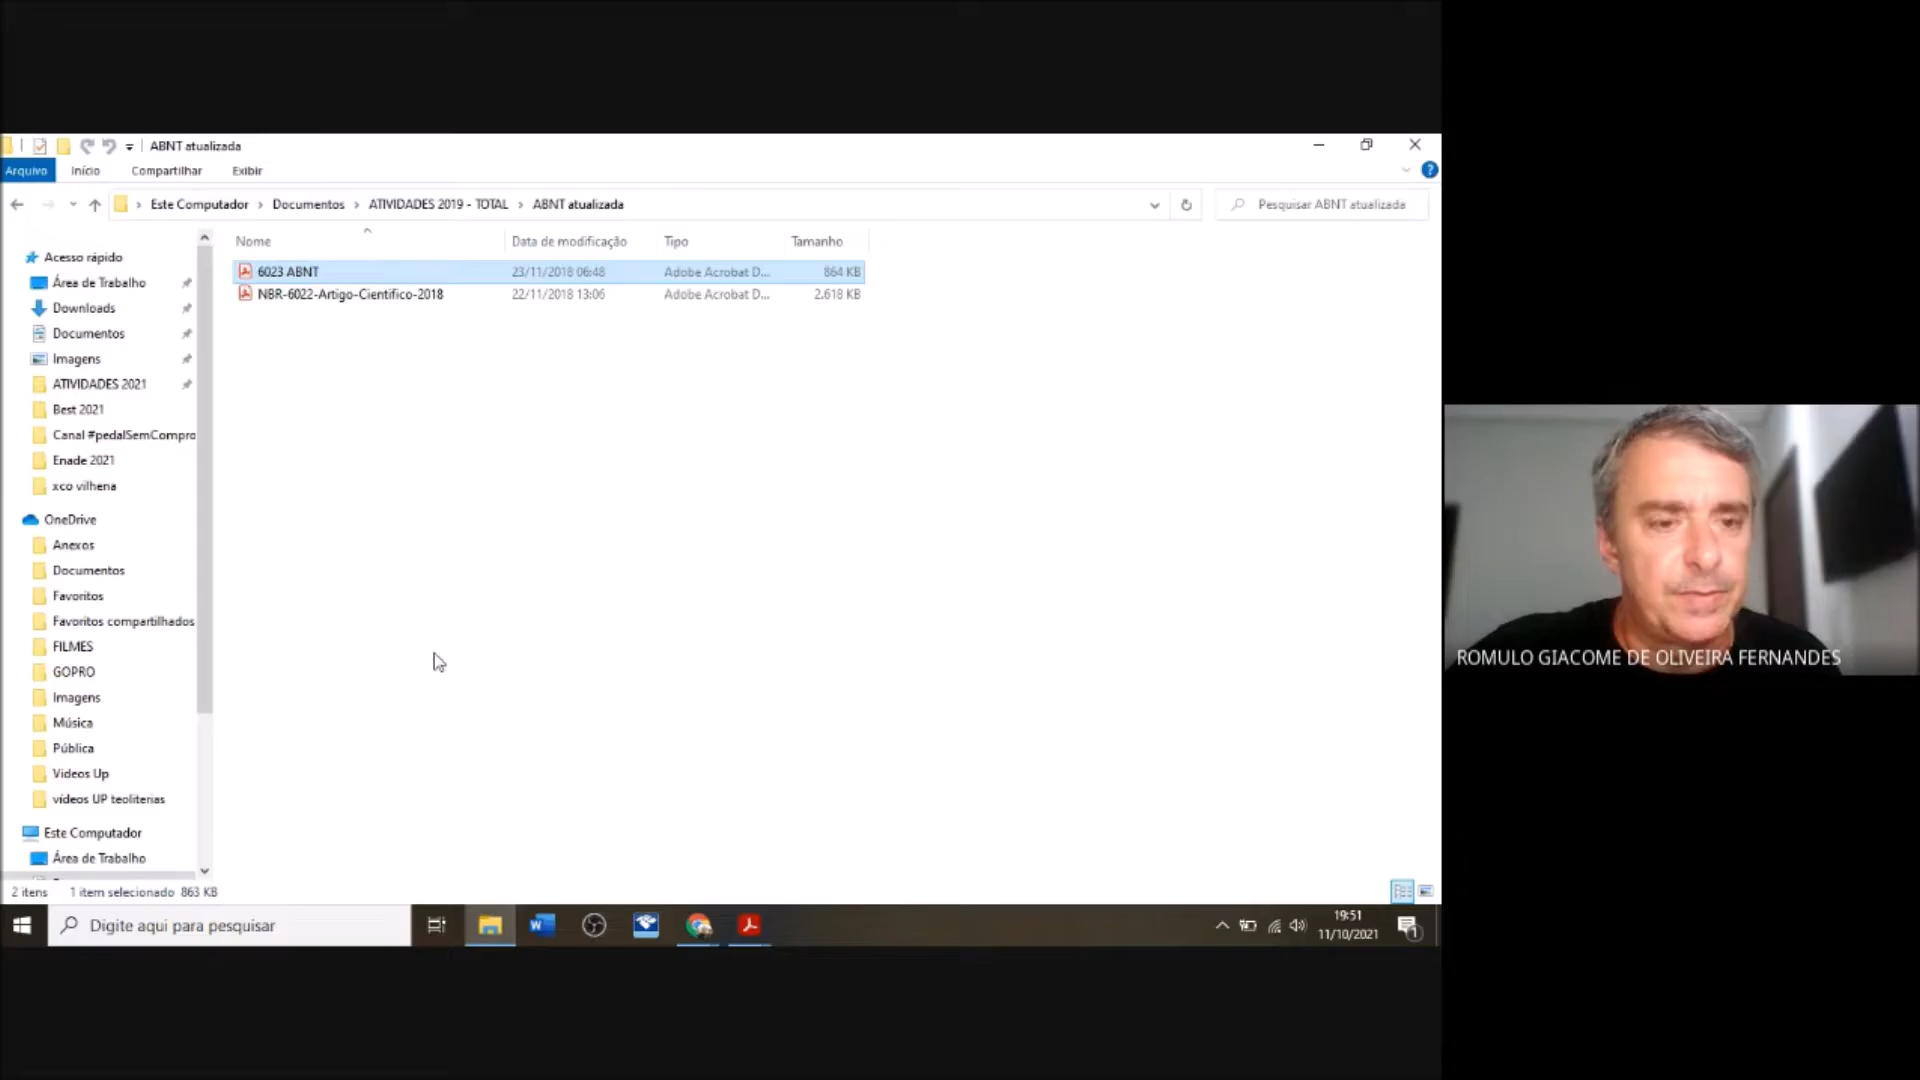 ABNT atualizada
Arquivo Início Compartilhar Exibir
Este Computador Documentos ATIVIDADES 2019 - TOTAL ABNT atualizada
Pesquisar ABNT atualizada
Nome Data de modificação Tipo Tamanho
6023 ABNT 23/11/2018 06:48 Adobe Acrobat D... 864 KB
NBR-6022-Artigo-Científico-2018 22/11/2018 13:06 Adobe Acrobat D... 2.618 KB
Acesso rápido
Área de Trabalho
Downloads
Documentos
Imagens
ATIVIDADES 2021
Best 2021
Canal #pedalSemCompro
Enade 2021
xco vilhena
OneDrive
Anexos
Documentos
Favoritos
Favoritos compartilhados
FILMES
GOPRO
Imagens
Música
Pública
Videos Up
vídeos UP teoliterias
Este Computador
Área de Trabalho
2 itens 1 item selecionado 863 KB
Digite aqui para pesquisar
19:51
11/10/2021
1
ROMULO GIACOME DE OLIVEIRA FERNANDES